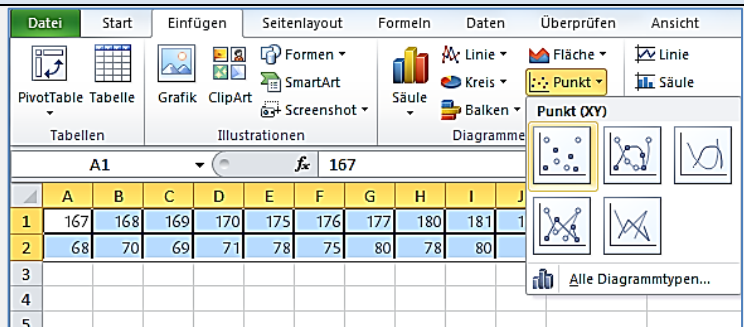 Datei Start Einfügen Seitenlayout Formeln Daten Überprüfen Ansicht
PivotTable Tabelle Grafik ClipArt Formen SmartArt Screenshot Säule Linie Kreis Balken Fläche Punkt Linie Säule
Tabellen Illustrationen Diagramme
Punkt (XY)
Alle Diagrammtypen...
A1 fx 167
A B C D E F G H I J
1 167 168 169 170 175 176 177 180 181 1
2 68 70 69 71 78 75 80 78 80
3
4
5